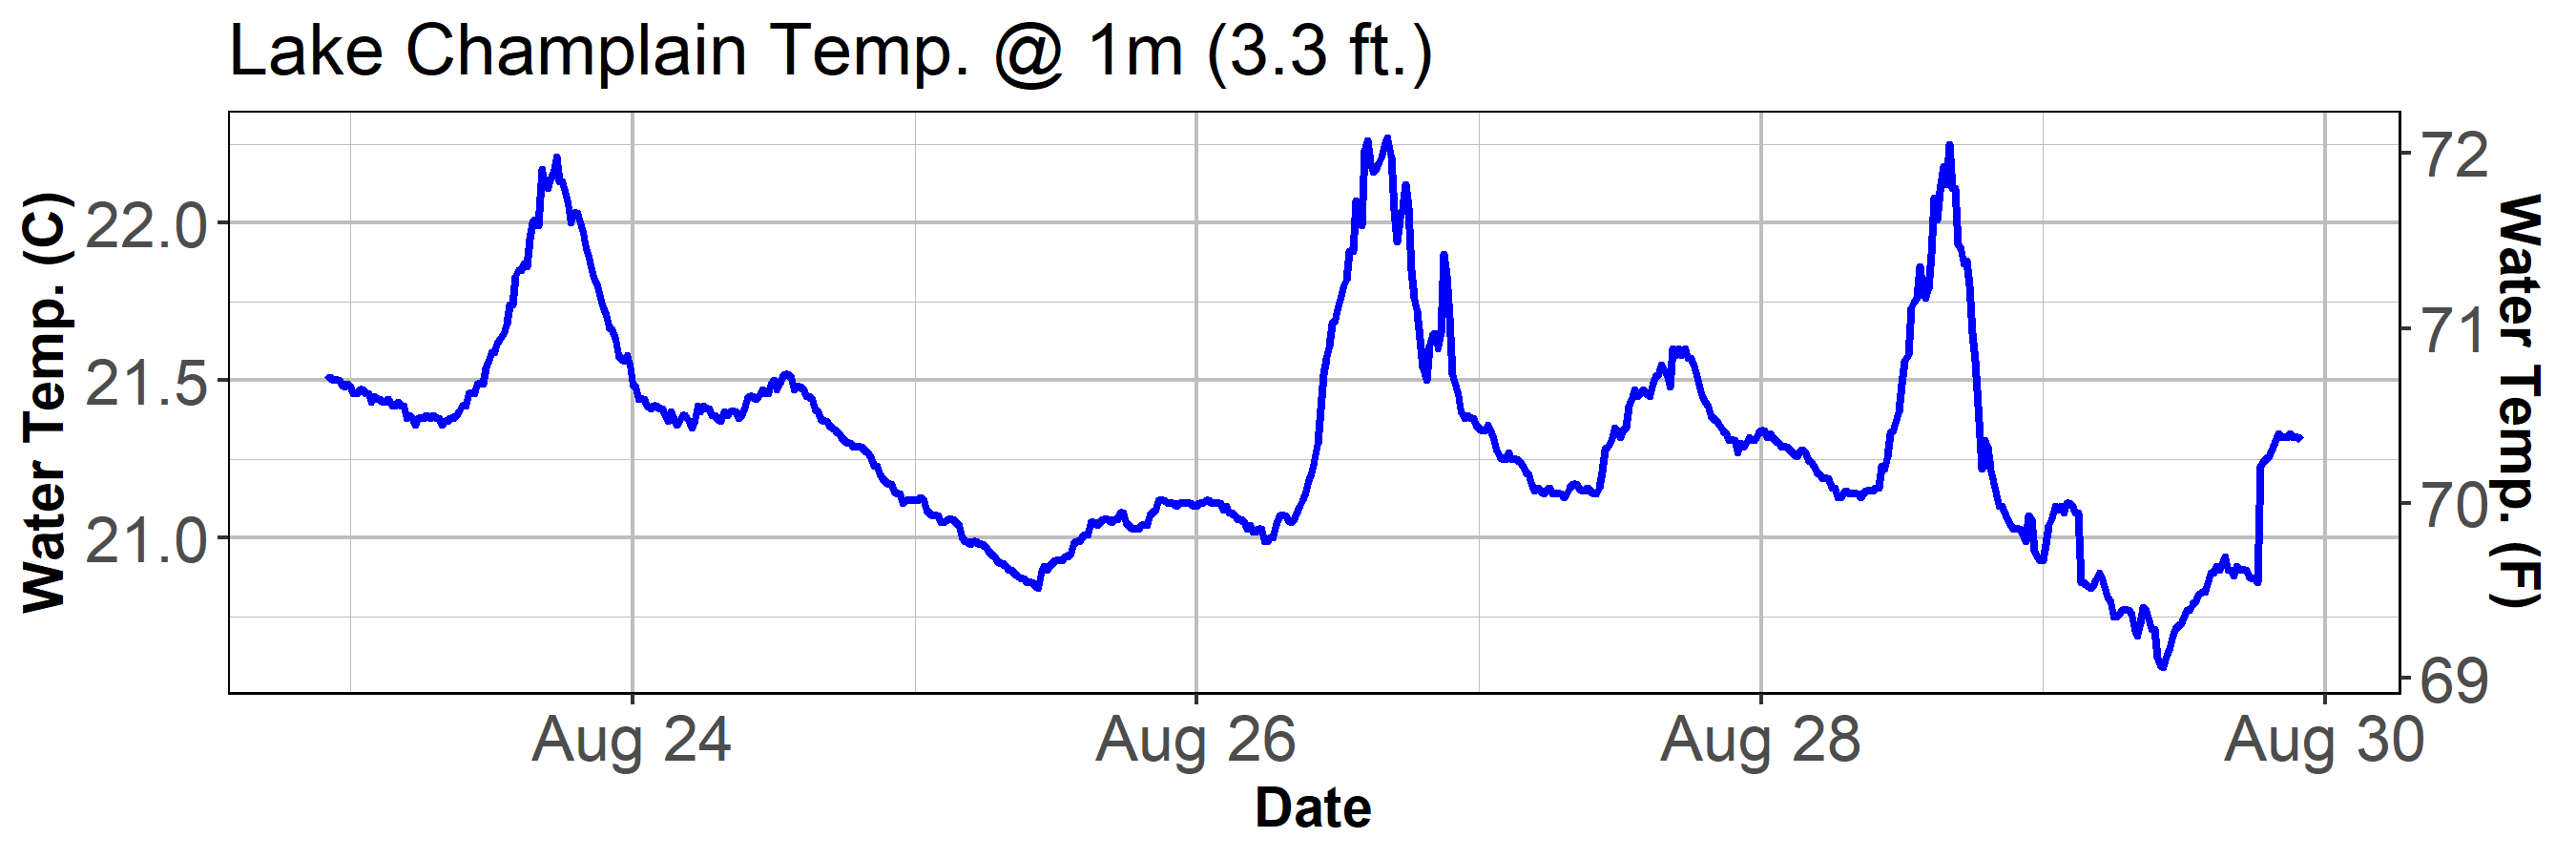 Lake Champlain Temp. @ 1m (3.3 ft.)
Water Temp. (C)
22.0
21.5
21.0
72
71
70
69
Water Temp. (F)
Aug 24
Aug 26
Aug 28
Aug 30
Date